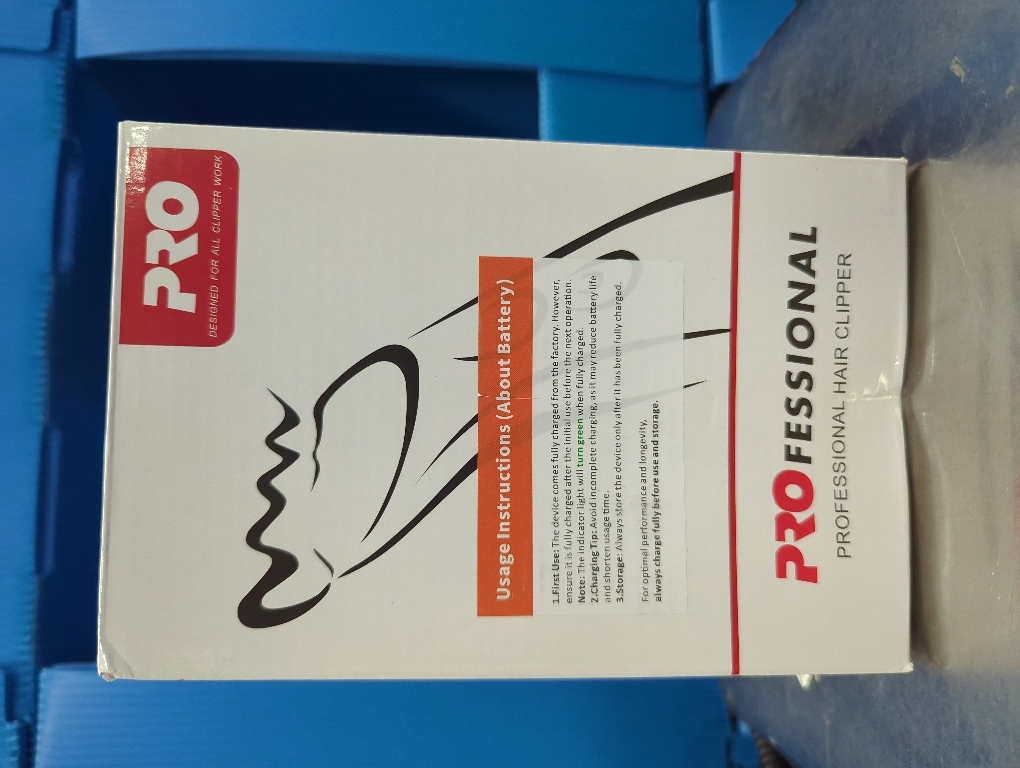 PRO
DESIGNED FOR ALL CLIPPER WORK
Usage Instructions (About Battery)
1.First Use: The device comes fully charged from the factory. However,
ensure it is fully charged after the initial use before the next operation.
Note: The indicator light will turn green when fully charged.
2.Charging Tip: Avoid incomplete charging, as it may reduce battery life
and shorten usage time.
3.Storage: Always store the device only after it has been fully charged.
For optimal performance and longevity,
always charge fully before use and storage.
PROFESSIONAL
PROFESSIONAL HAIR CLIPPER